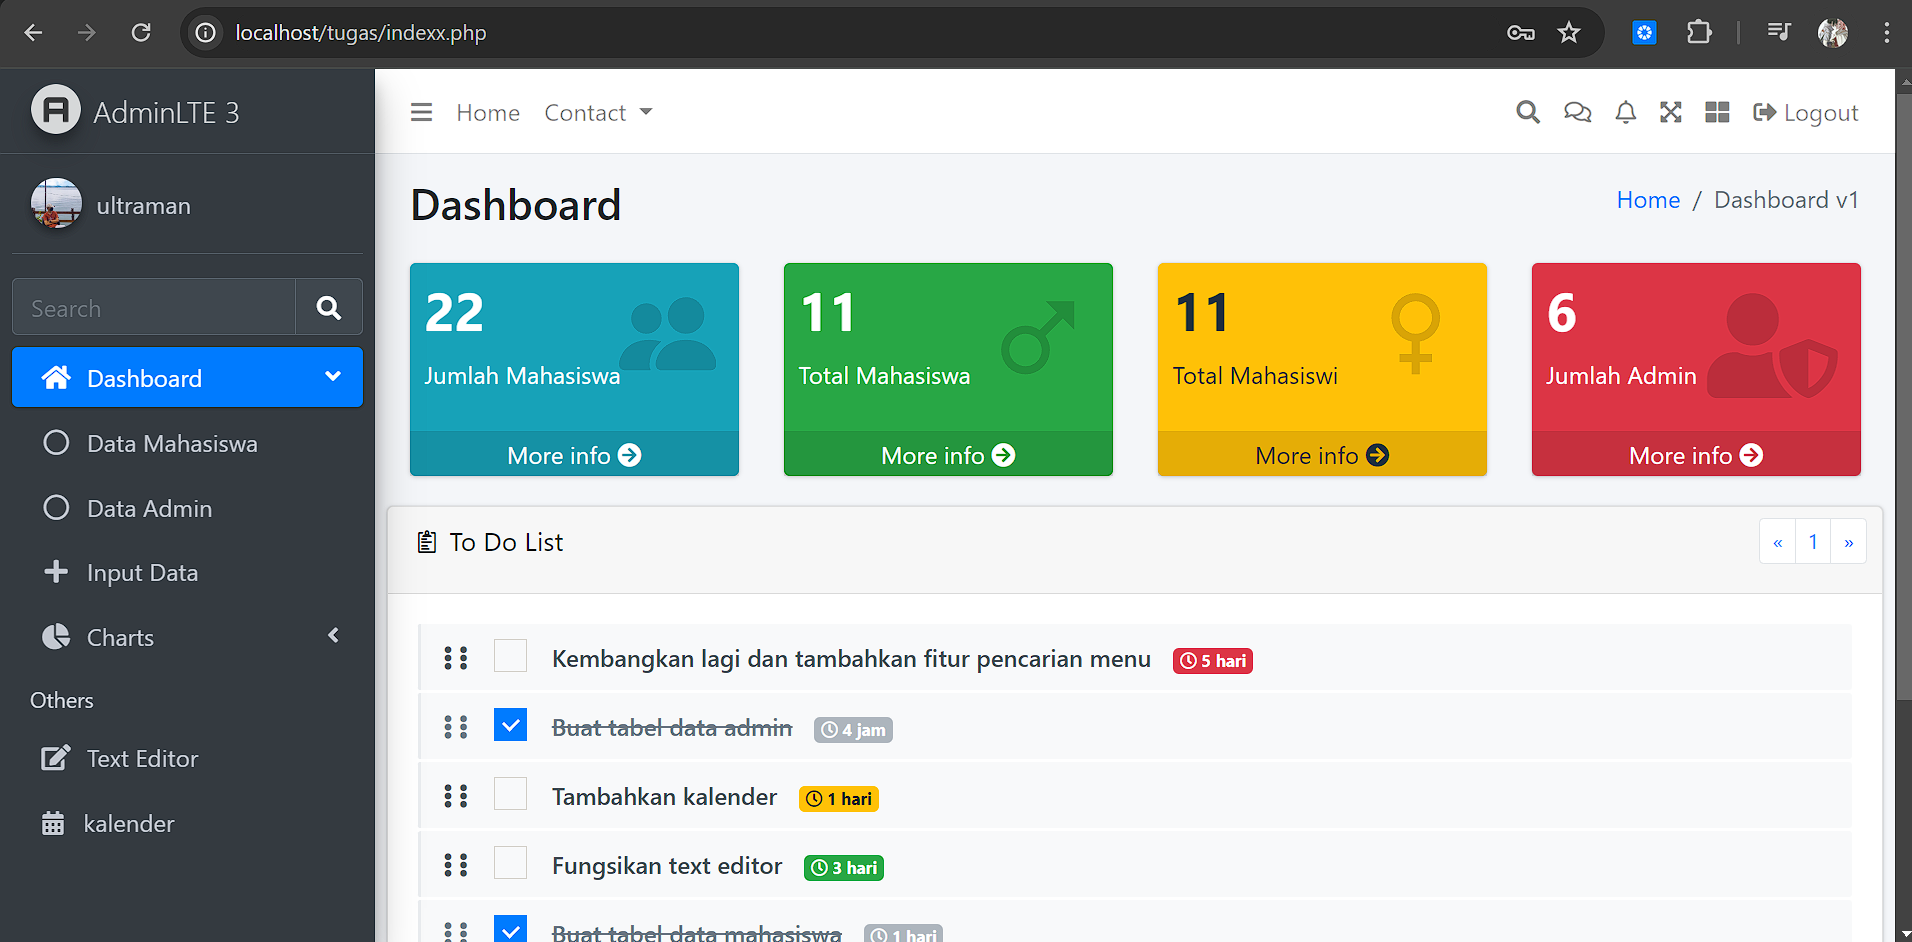 localhost/tugas/indexx.php
AdminLTE 3
Home Contact
Logout
ultraman
Dashboard
Home / Dashboard v1
Search
22
Jumlah Mahasiswa
More info
11
Total Mahasiswa
More info
11
Total Mahasiswi
More info
6
Jumlah Admin
More info
Dashboard
Data Mahasiswa
Data Admin
Input Data
Charts
Others
Text Editor
kalender
To Do List
« 1 »
Kembangkan lagi dan tambahkan fitur pencarian menu 5 hari
Buat tabel data admin 4 jam
Tambahkan kalender 1 hari
Fungsikan text editor 3 hari
Buat tabel data mahasiswa 1 hari